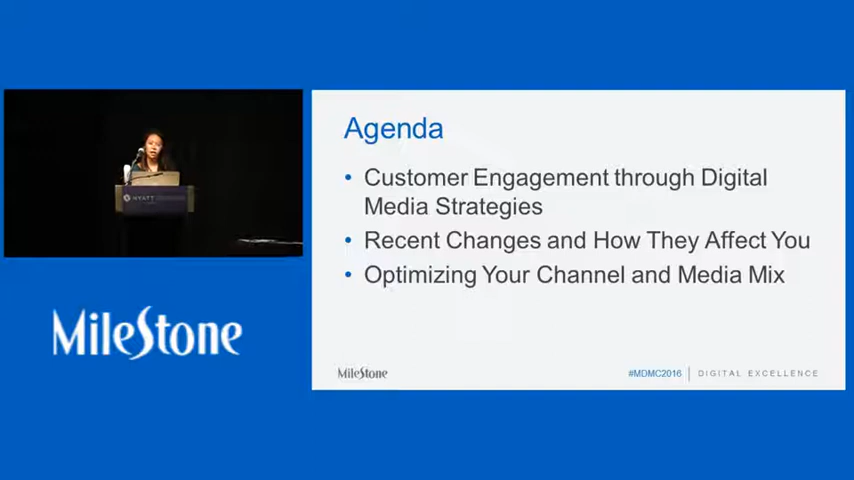 HYATT
MileStone
Agenda
• Customer Engagement through Digital
Media Strategies
• Recent Changes and How They Affect You
• Optimizing Your Channel and Media Mix
MileStone
#MDMC2016 | DIGITAL EXCELLENCE